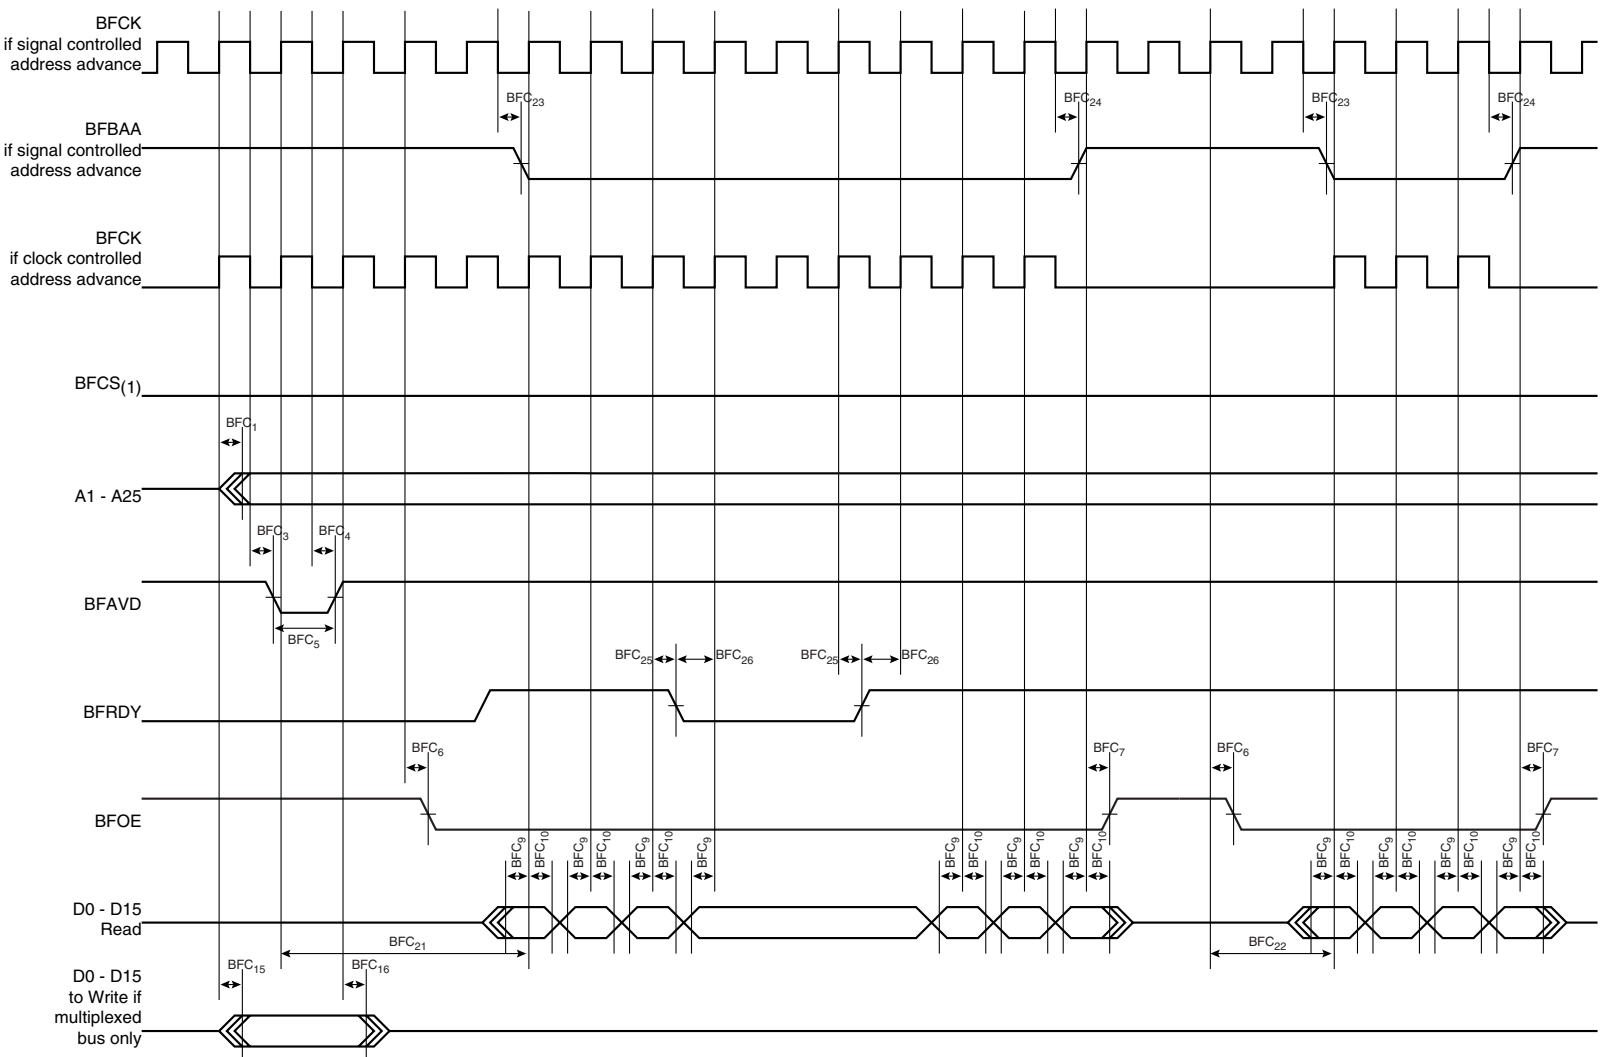 BFCK
if signal controlled
address advance
BFC23 BFC24 BFC23 BFC24
BFBAA
if signal controlled
address advance
BFCK
if clock controlled
address advance
BFCS(1)
BFC1
A1 - A25
BFC3 BFC4
BFAVD
BFC5
BFC25 BFC26 BFC25 BFC26
BFRDY
BFC6 BFC7 BFC6 BFC7
BFOE
BFC9 BFC10 BFC9 BFC10 BFC9 BFC10 BFC9 BFC9 BFC10 BFC9 BFC10 BFC9 BFC10 BFC9 BFC10 BFC9 BFC10 BFC9 BFC10 BFC9 BFC10
D0 - D15
Read
BFC21 BFC22
BFC15 BFC16
D0 - D15
to Write if
multiplexed
bus only